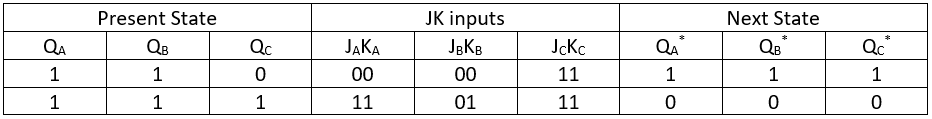 Present State JK inputs Next State
Q_A Q_B Q_C J_AK_A J_BK_B J_CK_C Q_A* Q_B* Q_C*
1 1 0 00 00 11 1 1 1
1 1 1 11 01 11 0 0 0